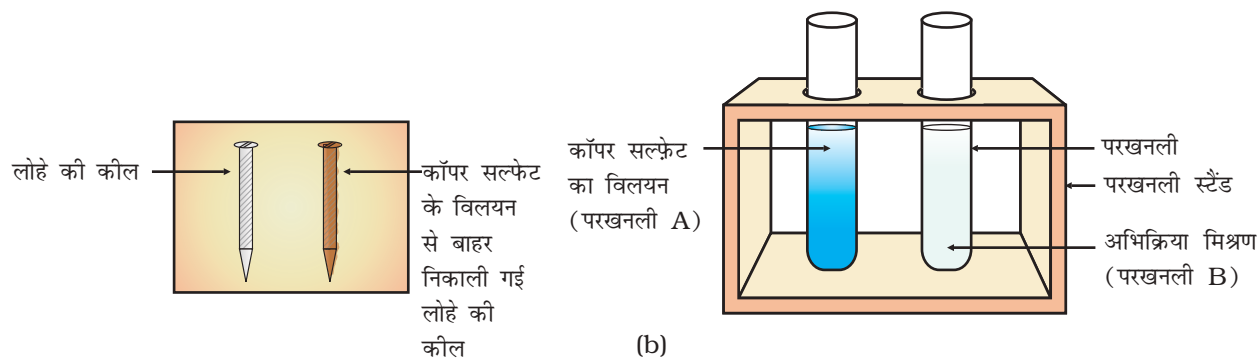 लोहे की कील
कॉपर सल्फेट
के विलयन
से बाहर
निकाली गई
लोहे की
कील
कॉपर सल्फ़ेट
का विलयन
(परखनली A)
परखनली
परखनली स्टैंड
अभिक्रिया मिश्रण
(परखनली B)
(b)